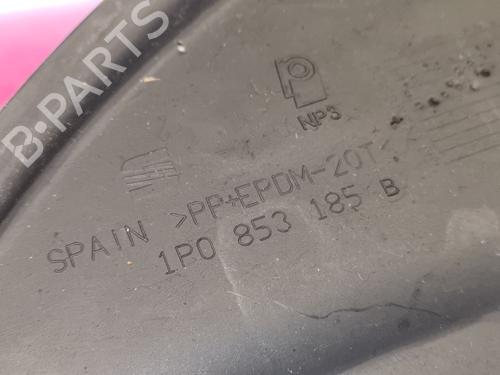 B-PARTS
NP3
SPAIN >PP+EPDM-20T<
1P0 853 185 B